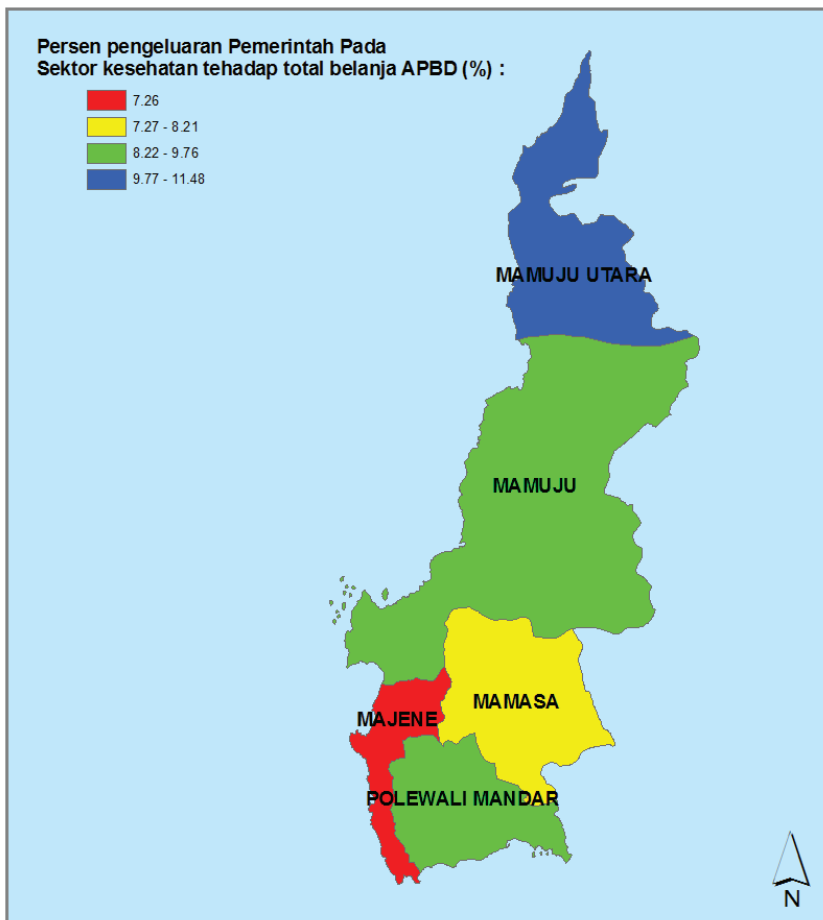 Persen pengeluaran Pemerintah Pada
Sektor kesehatan tehadap total belanja APBD (%) :
7.26
7.27 - 8.21
8.22 - 9.76
9.77 - 11.48
MAMUJU UTARA
MAMUJU
MAMASA
MAJENE
POLEWALI MANDAR
N